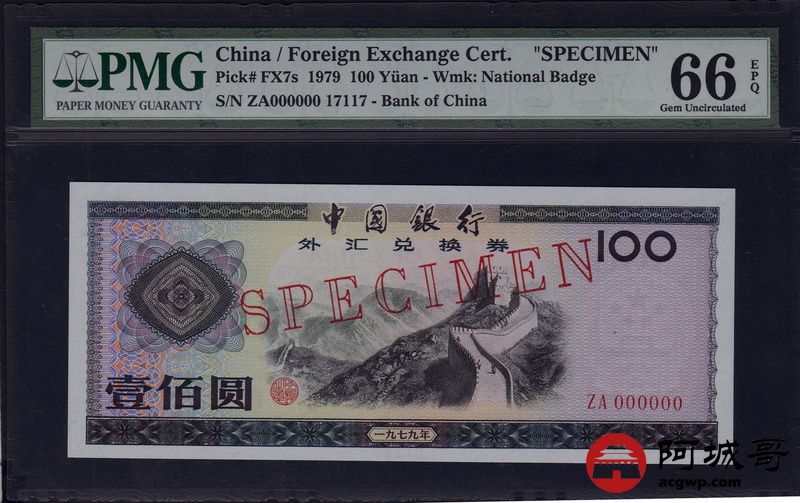 PMG
PAPER MONEY GUARANTY
China / Foreign Exchange Cert. "SPECIMEN"
Pick# FX7s 1979 100 Yüan - Wmk: National Badge
S/N ZA000000 17117 - Bank of China
66
EPQ
Gem Uncirculated
中国銀行
外汇兑换券
100
SPECIMEN
壹佰圆
ZA 000000
一九七九年
阿城哥
acgwp.com